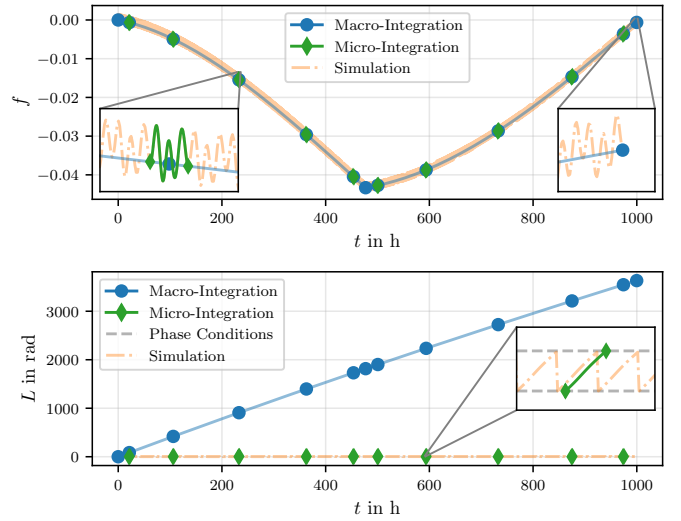 0.00
−0.01
−0.02
−0.03
−0.04
f
Macro-Integration
Micro-Integration
Simulation
0 200 400 600 800 1000
t in h
Macro-Integration
Micro-Integration
Phase Conditions
Simulation
3000
2000
1000
0
L in rad
0 200 400 600 800 1000
t in h